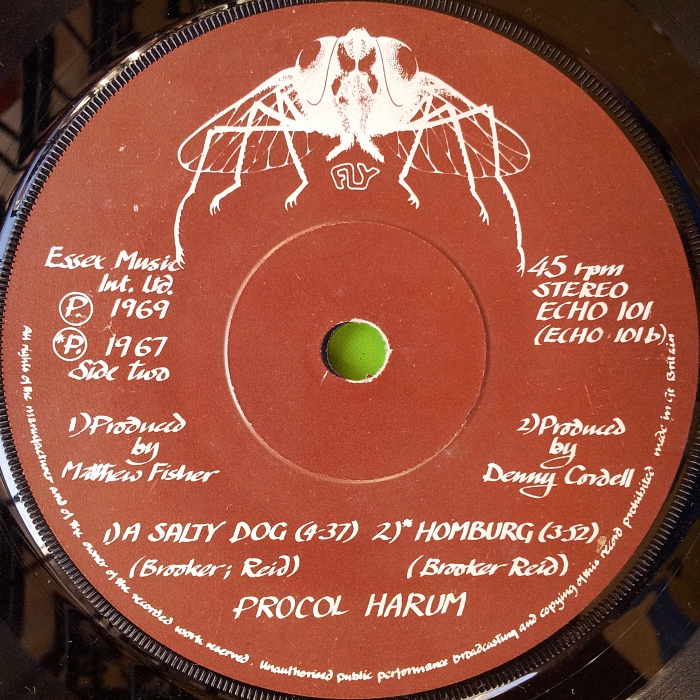 FLY
Essex Music
Int. Ltd.
P. 1969
*P. 1967
Side two
45 rpm
STEREO
ECHO 101
(ECHO 101b)
1) Produced
by
Matthew Fisher
2) Produced
by
Denny Cordell
1) A SALTY DOG (4·37) 2)* HOMBURG (3·52)
(Brooker; Reid) (Brooker Reid)
PROCOL HARUM
All rights of the manufacturer and of the owner of the recorded work reserved. Unauthorised public performance broadcasting and copying of this record prohibited made in Gt Britain